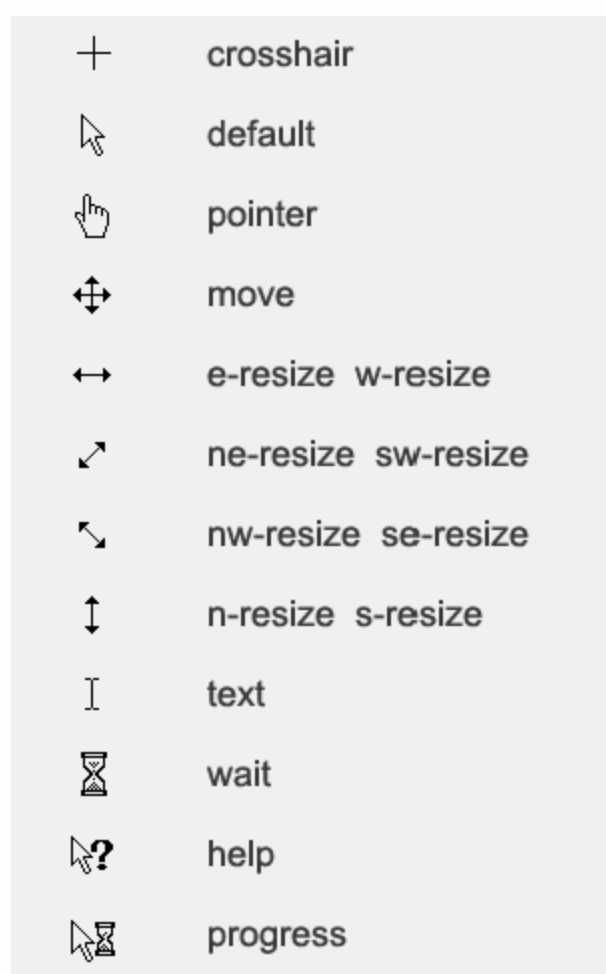 crosshair
default
pointer
move
e-resize w-resize
ne-resize sw-resize
nw-resize se-resize
n-resize s-resize
text
wait
help
progress